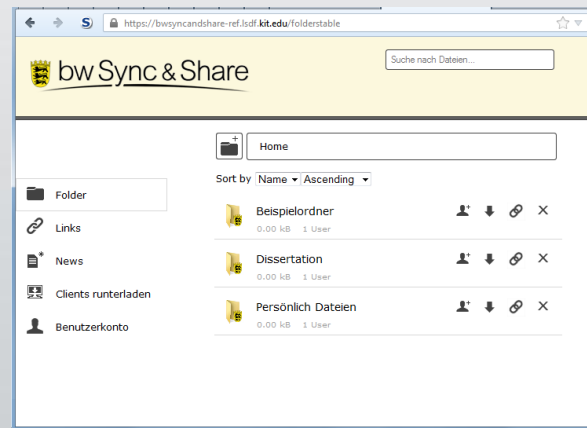 https://bwsyncandshare-ref.lsdf.kit.edu/folderstable
bw Sync & Share
Suche nach Dateien...
Home
Sort by Name Ascending
Folder
Links
News
Clients runterladen
Benutzerkonto
Beispielordner
0.00 kB 1 User
Dissertation
0.00 kB 1 User
Persönlich Dateien
0.00 kB 1 User